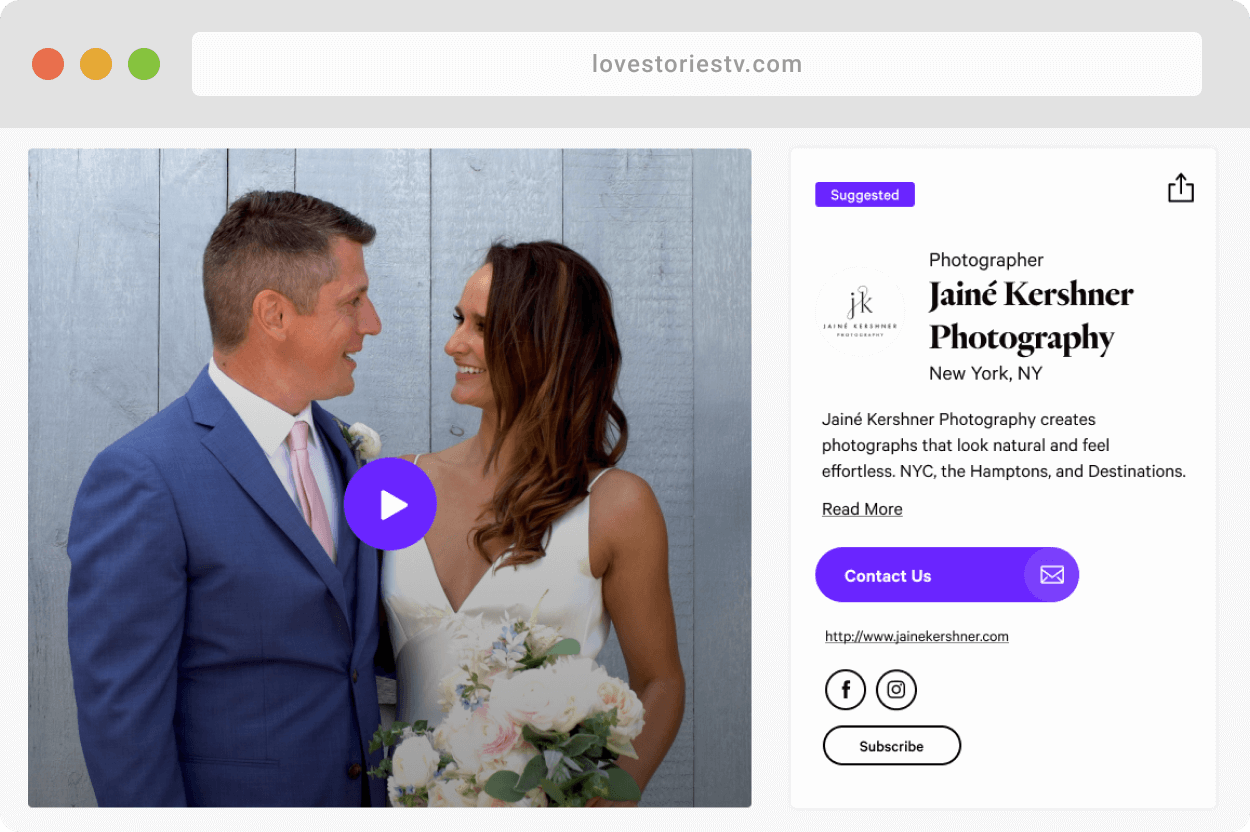 lovestoriestv.com
Suggested
Photographer
Jainé Kershner
Photography
New York, NY
jk
JAINÉ KERSHNER
PHOTOGRAPHY
Jainé Kershner Photography creates
photographs that look natural and feel
effortless. NYC, the Hamptons, and Destinations.
Read More
Contact Us
http://www.jainekershner.com
f
Subscribe